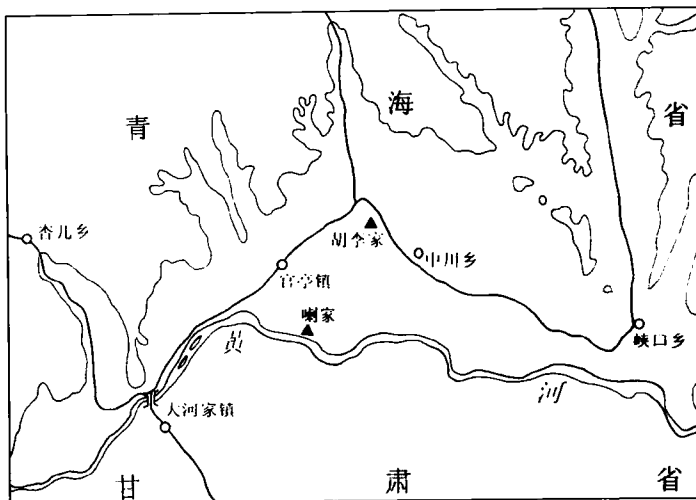 青 海 省
杏儿乡
胡李家
中川乡
官亭镇
喇家
黄 河
峡口乡
大河家镇
甘 肃 省